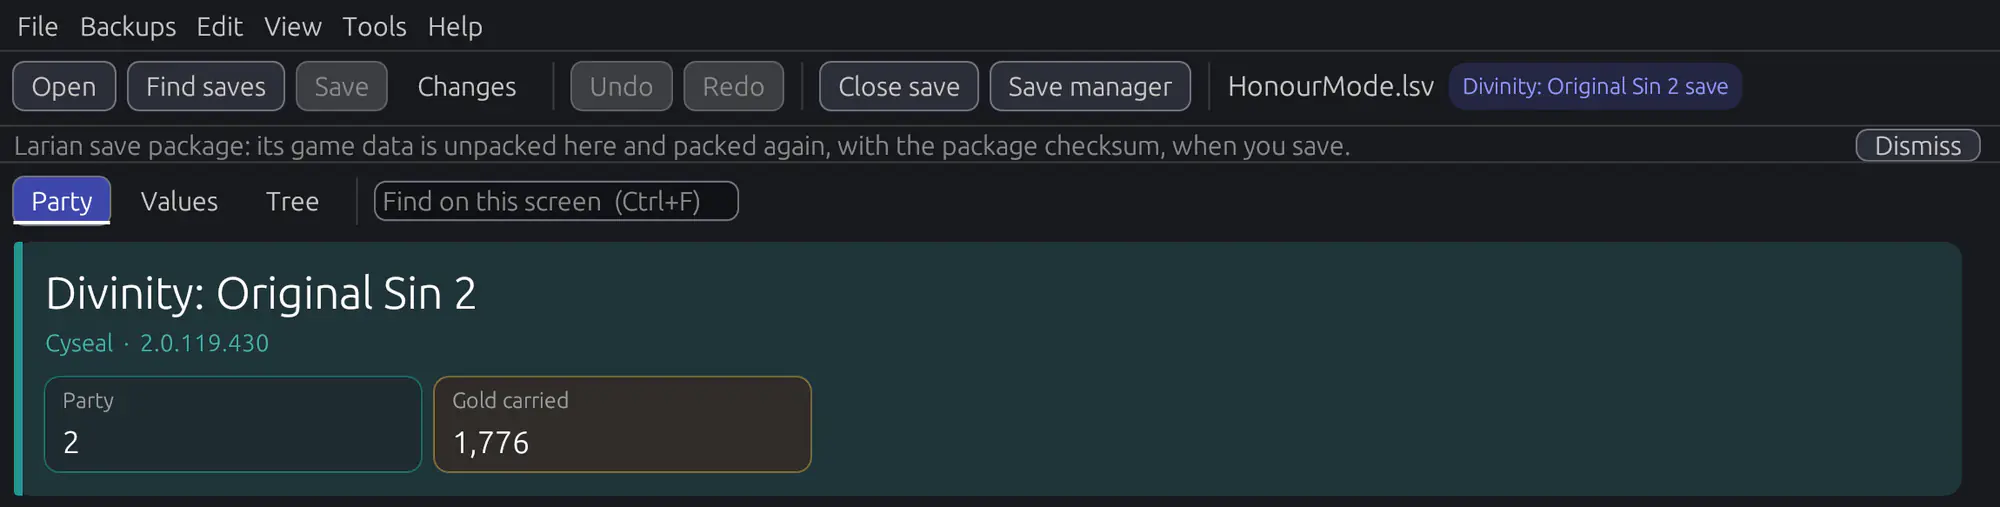 File Backups Edit View Tools Help
Open Find saves Save Changes Undo Redo Close save Save manager HonourMode.lsv Divinity: Original Sin 2 save
Larian save package: its game data is unpacked here and packed again, with the package checksum, when you save. Dismiss
Party Values Tree Find on this screen (Ctrl+F)
Divinity: Original Sin 2
Cyseal · 2.0.119.430
Party Gold carried
2 1,776